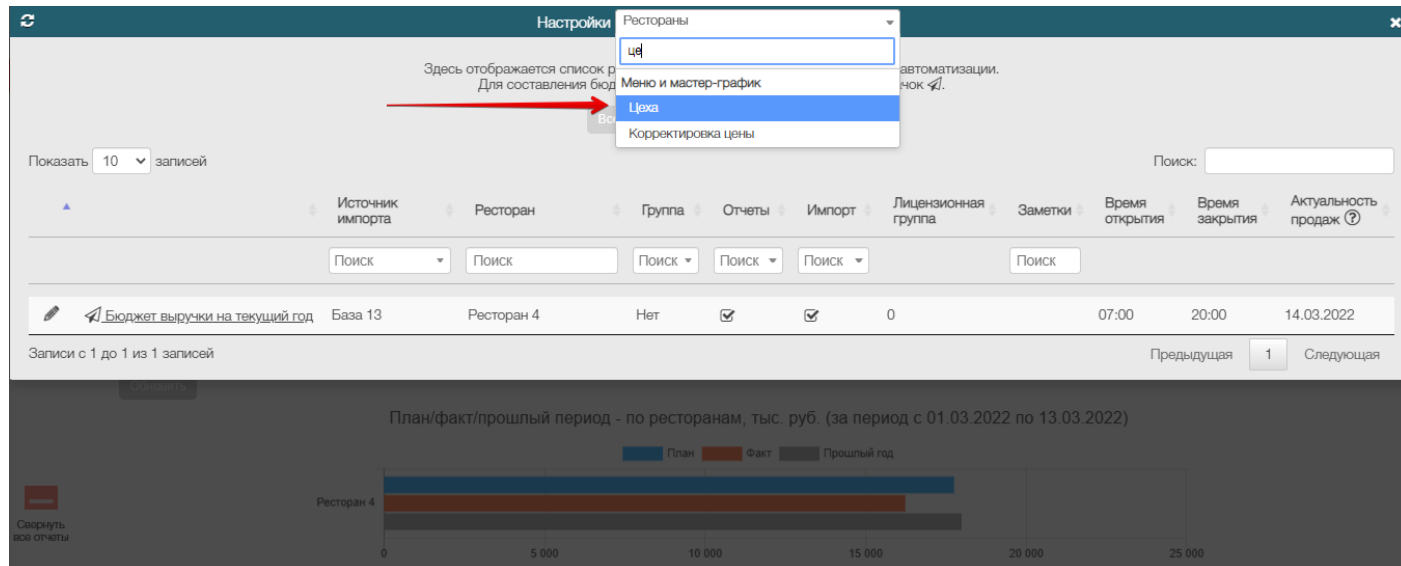 Настройки Рестораны
це
Здесь отображается список р автоматизации.
Для составления бюд чок
Меню и мастер-график
Цеха
Вс
Корректировка цены
Показать 10 записей Поиск:
Источник импорта Ресторан Группа Отчеты Импорт Лицензионная группа Заметки Время открытия Время закрытия Актуальность продаж ?
Поиск Поиск Поиск Поиск Поиск Поиск
Бюджет выручки на текущий год База 13 Ресторан 4 Нет 0 07:00 20:00 14.03.2022
Записи с 1 до 1 из 1 записей Предыдущая 1 Следующая
Обновить
План/факт/прошлый период - по ресторанам, тыс. руб. (за период с 01.03.2022 по 13.03.2022)
План Факт Прошлый год
Ресторан 4
Свернуть
все отчеты
0 5 000 10 000 15 000 20 000 25 000